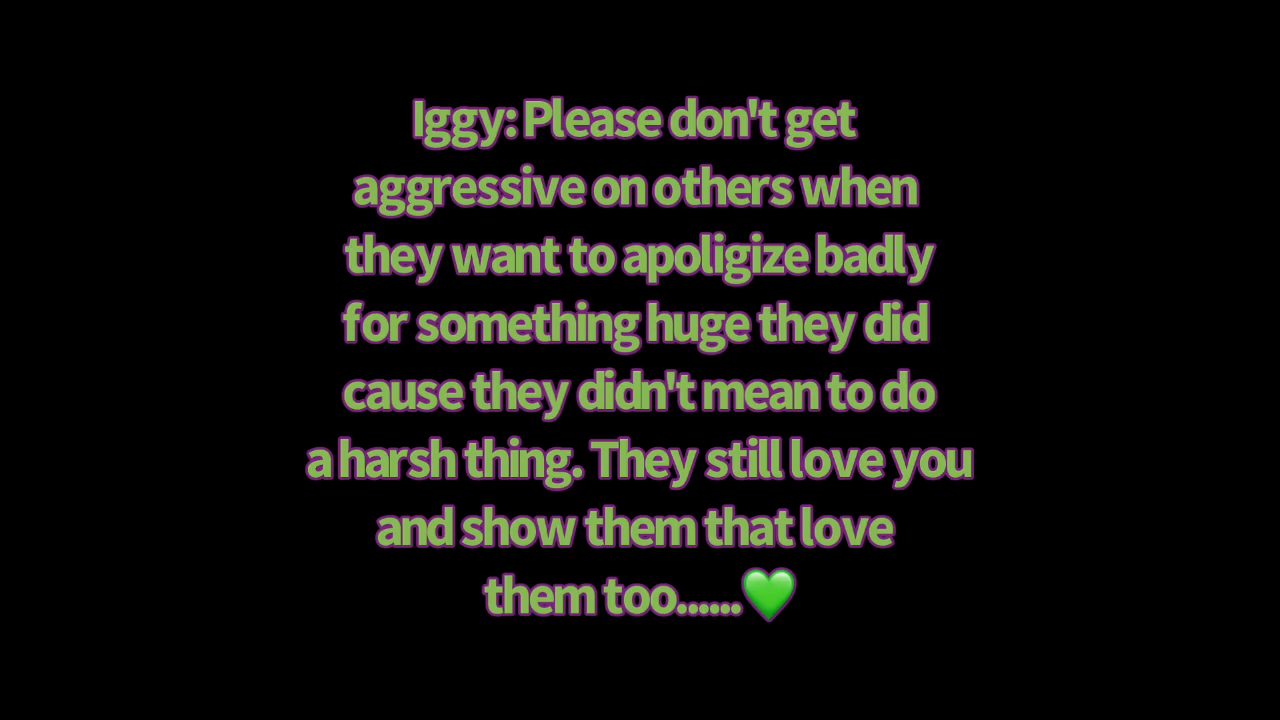 Iggy: Please don't get
aggressive on others when
they want to apoligize badly
for something huge they did
cause they didn't mean to do
a harsh thing. They still love you
and show them that love
them too......💚